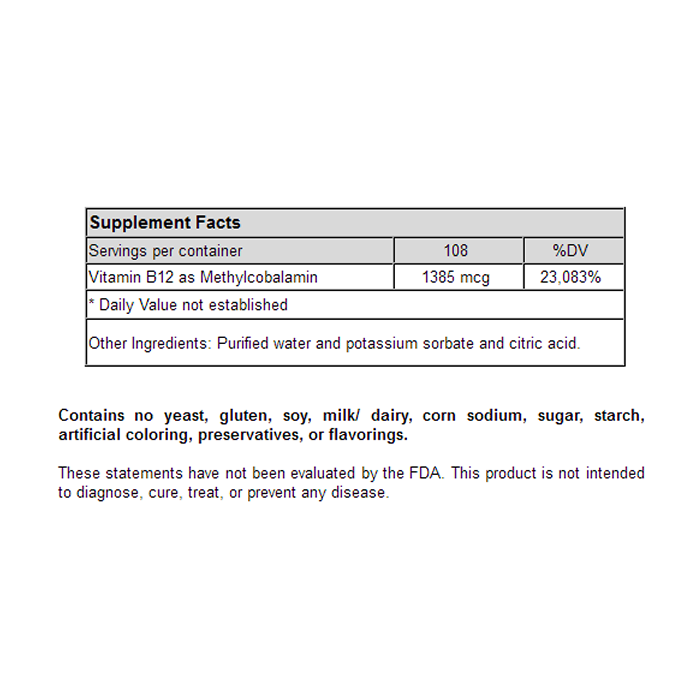 Supplement Facts
Servings per container 108 %DV
Vitamin B12 as Methylcobalamin 1385 mcg 23,083%
* Daily Value not established
Other Ingredients: Purified water and potassium sorbate and citric acid.
Contains no yeast, gluten, soy, milk/ dairy, corn sodium, sugar, starch,
artificial coloring, preservatives, or flavorings.
These statements have not been evaluated by the FDA. This product is not intended
to diagnose, cure, treat, or prevent any disease.